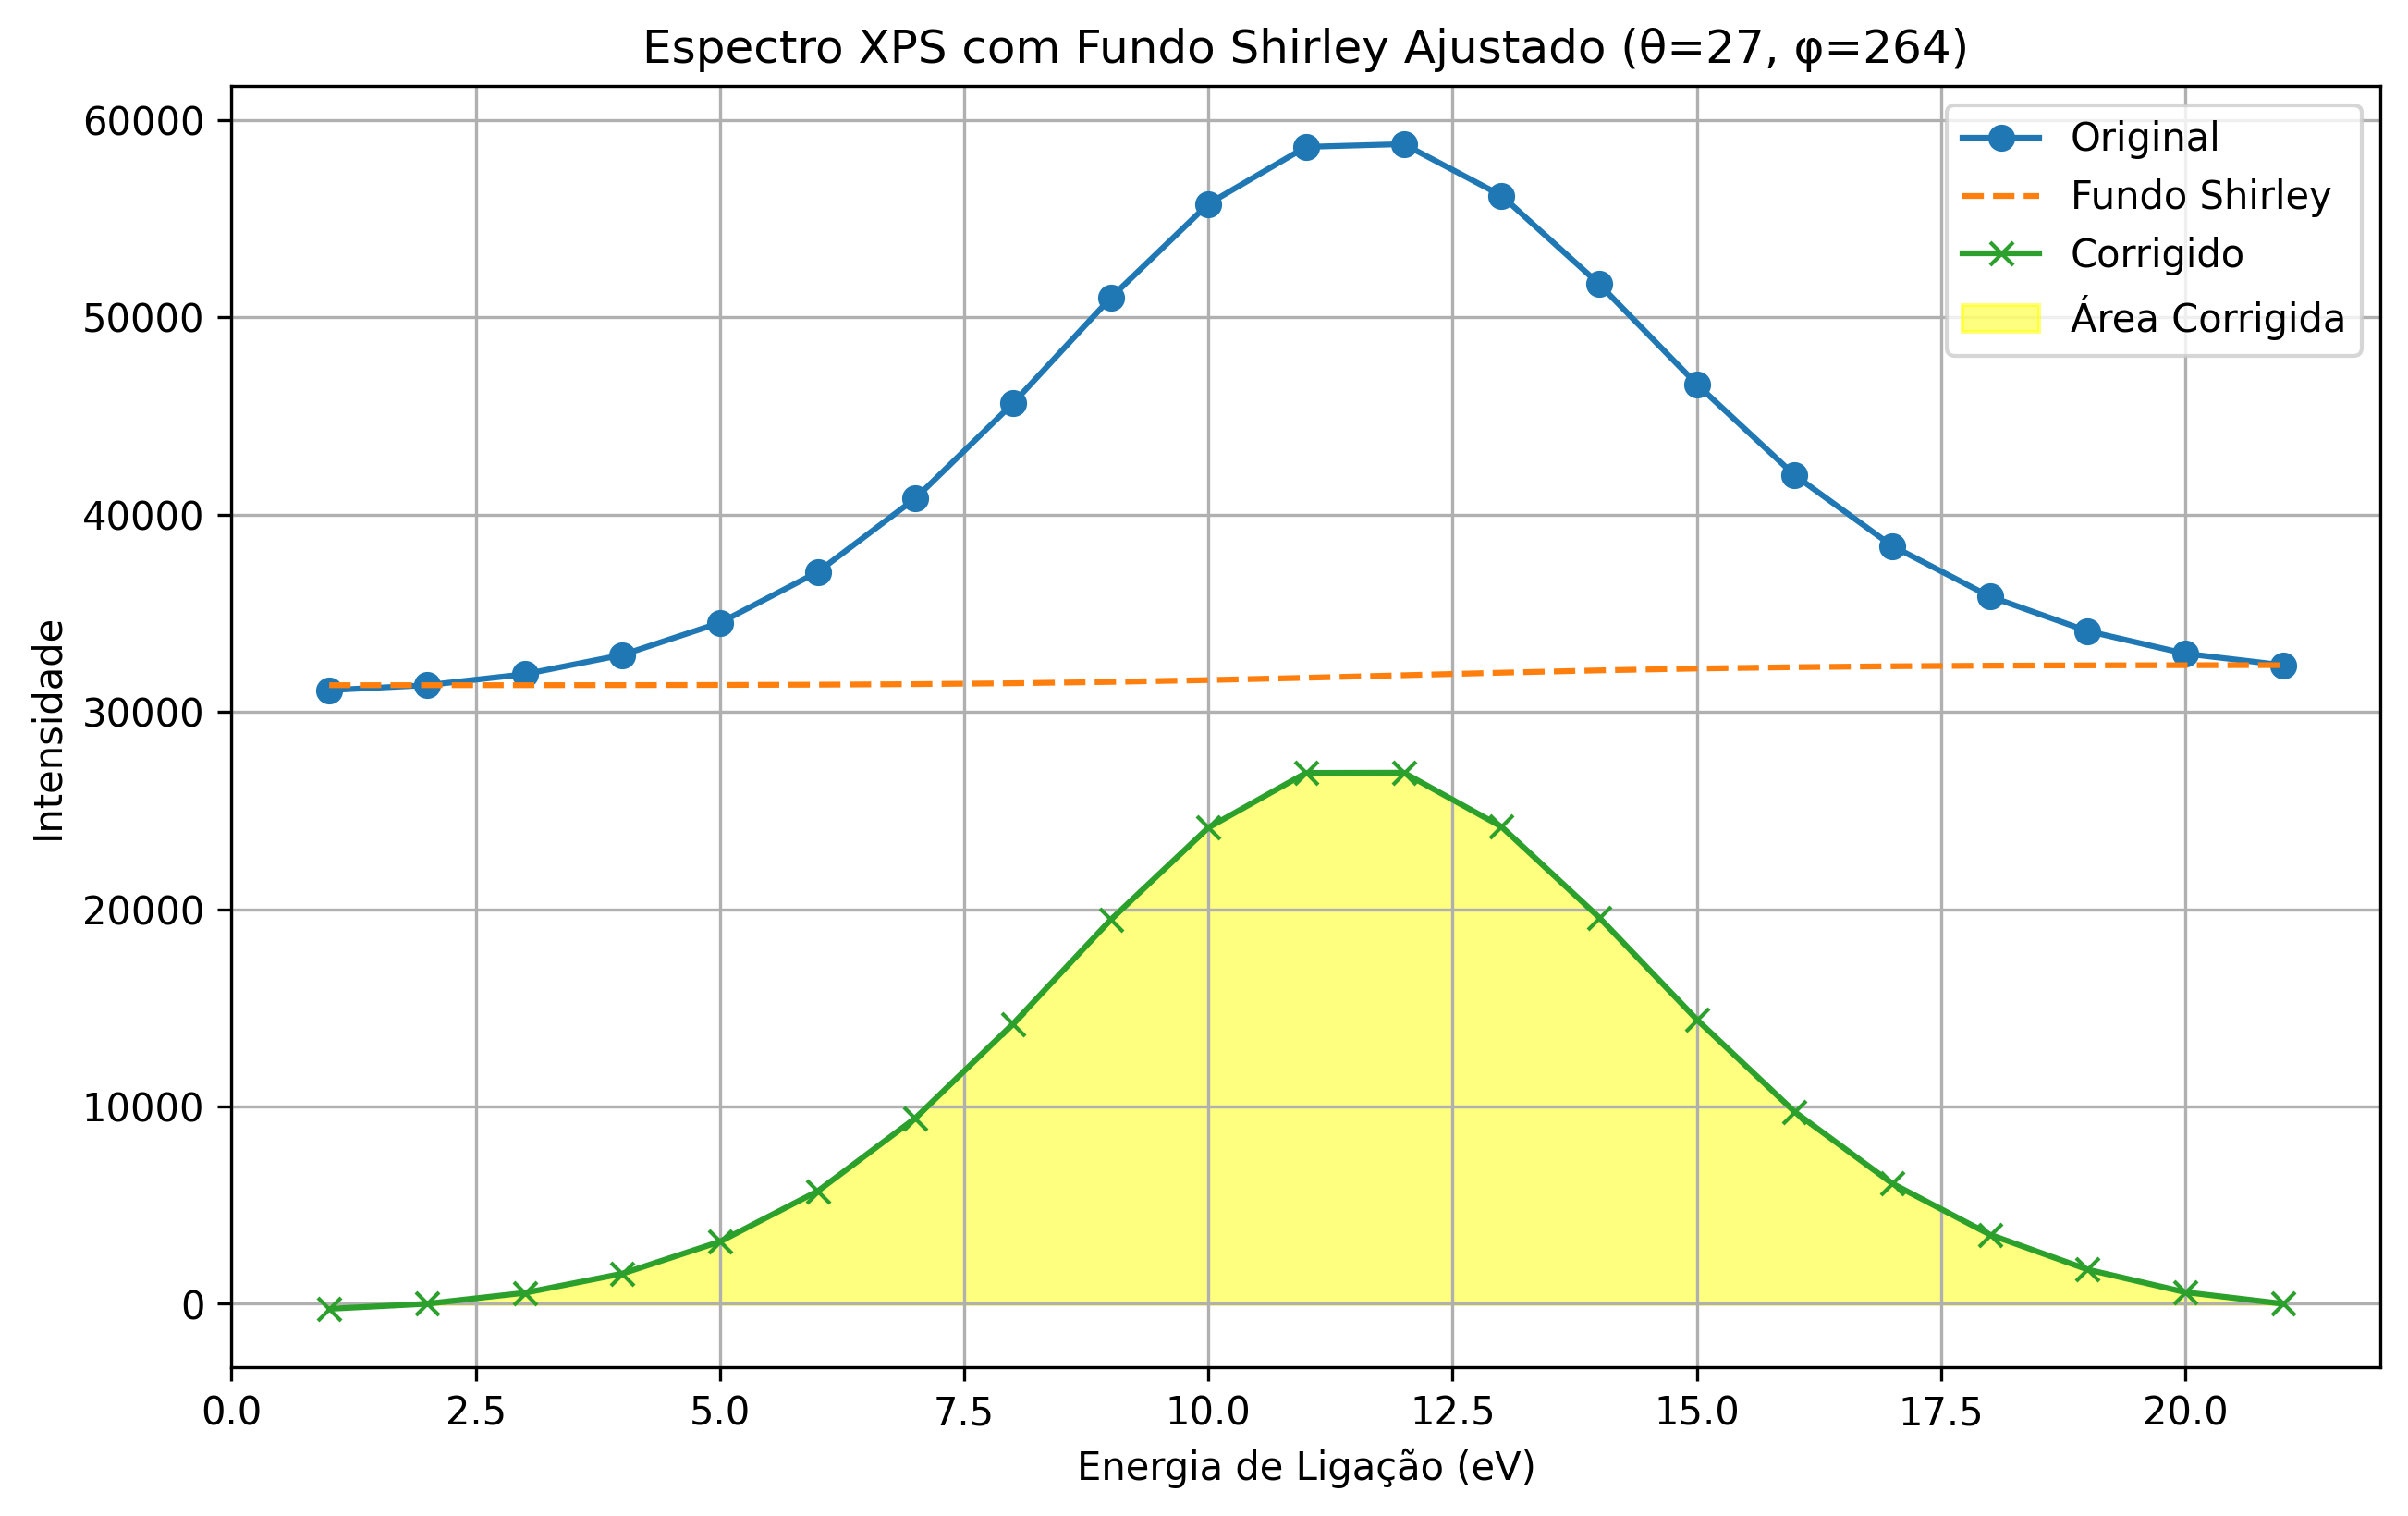 Espectro XPS com Fundo Shirley Ajustado (θ=27, φ=264)
60000
50000
40000
30000
20000
10000
0
Intensidade
Original
Fundo Shirley
Corrigido
Área Corrigida
0.0 2.5 5.0 7.5 10.0 12.5 15.0 17.5 20.0
Energia de Ligação (eV)